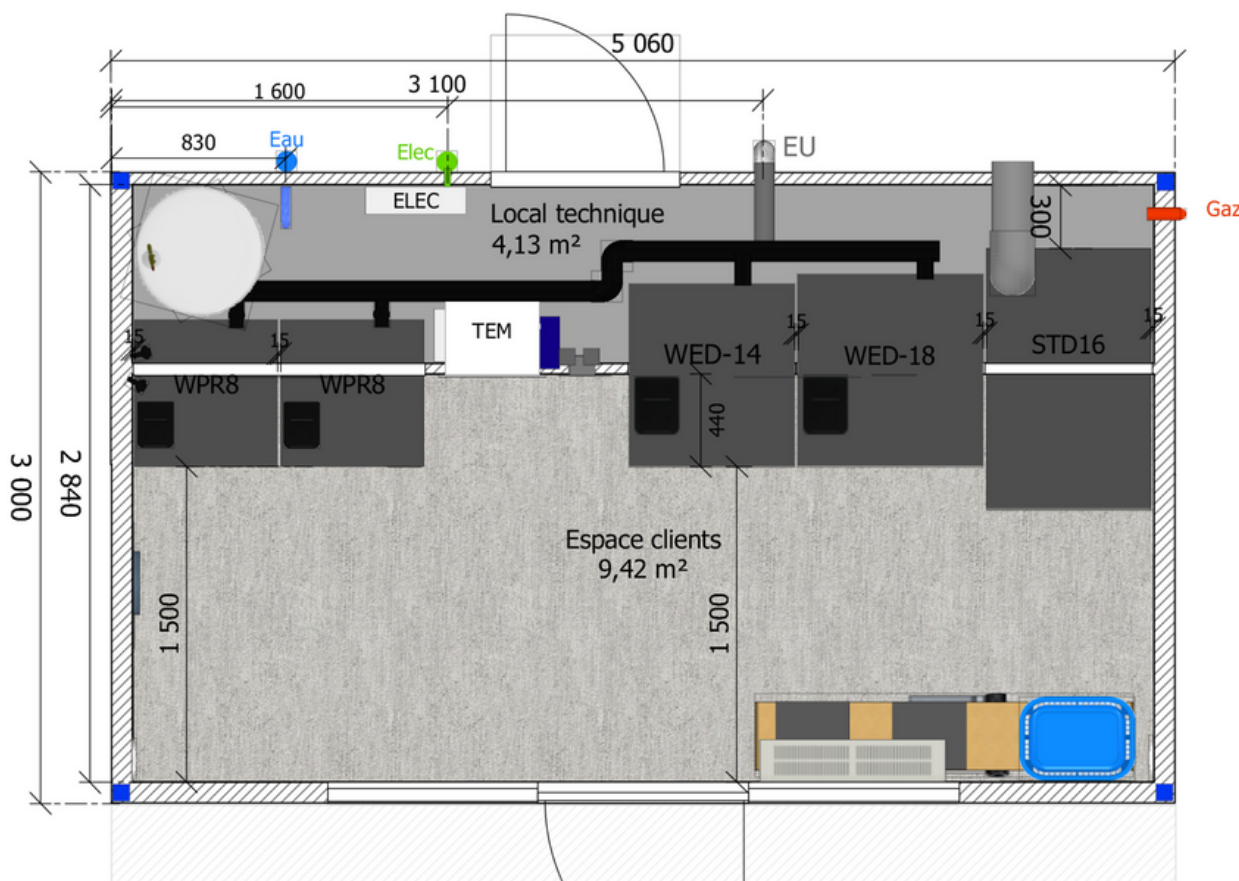 5 060
3 100
1 600
830
Eau
Elec
EU
Gaz
ELEC
Local technique
4,13 m²
300
TEM
15
15
15
15
15
WED-14
WED-18
STD16
WPR8
WPR8
440
3 000
2 840
Espace clients
9,42 m²
1 500
1 500